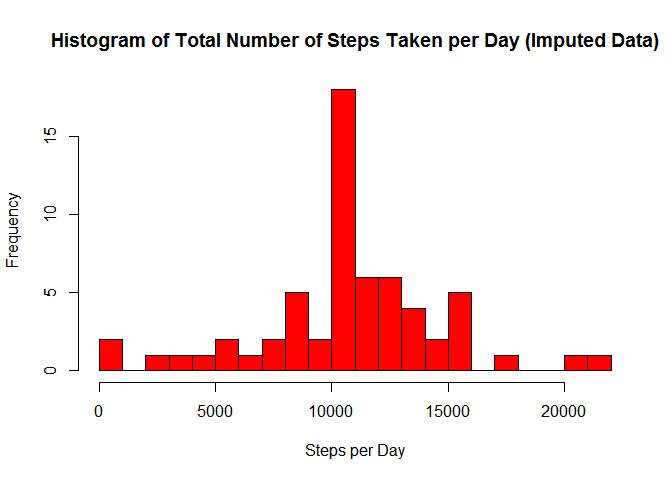 Histogram of Total Number of Steps Taken per Day (Imputed Data)
Frequency
15
10
5
0
0 5000 10000 15000 20000
Steps per Day